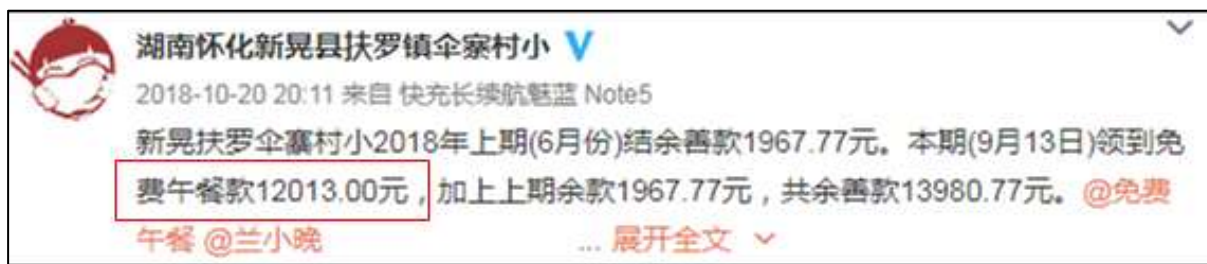 湖南怀化新晃县扶罗镇伞寨村小
2018-10-20 20:11 来自 快充长续航魅蓝 Note5
新晃扶罗伞寨村小2018年上期(6月份)结余善款1967.77元。本期(9月13日)领到免
费午餐款12013.00元，加上上期余款1967.77元，共余善款13980.77元。@免费
午餐 @兰小晚 ... 展开全文